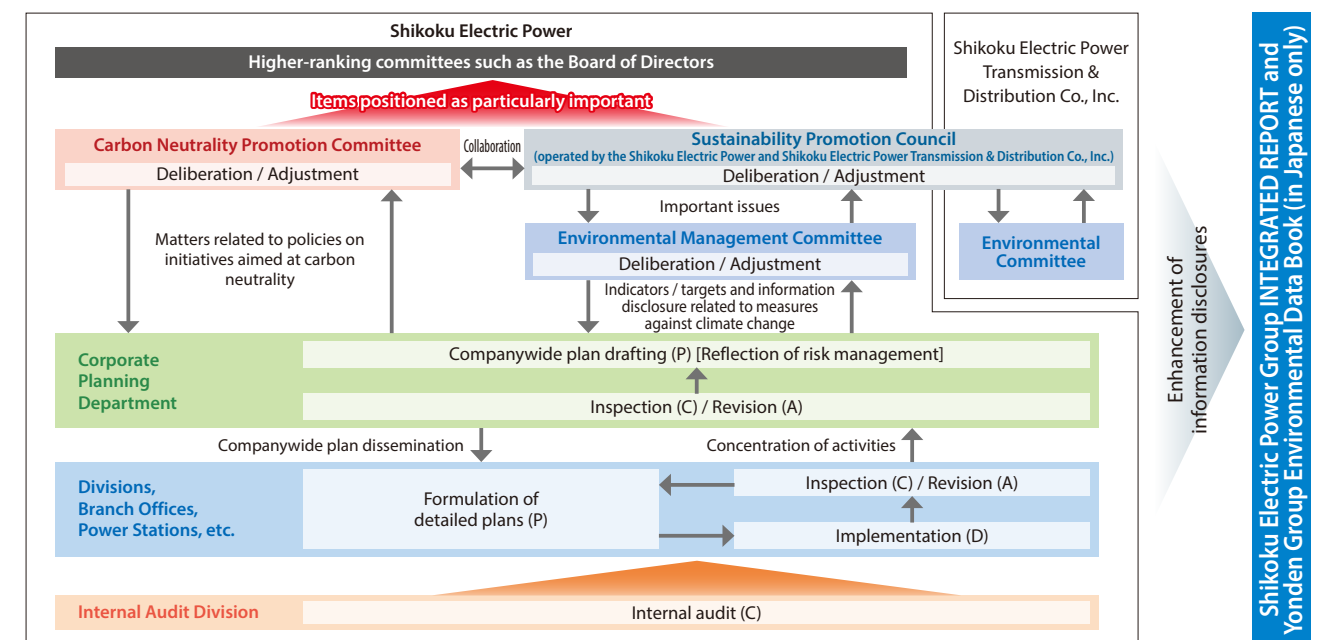 Shikoku Electric Power
Higher-ranking committees such as the Board of Directors
Items positioned as particularly important
Shikoku Electric Power
Transmission &
Distribution Co., Inc.
Carbon Neutrality Promotion Committee
Deliberation / Adjustment
Collaboration
Sustainability Promotion Council
(operated by the Shikoku Electric Power and Shikoku Electric Power Transmission & Distribution Co., Inc.)
Deliberation / Adjustment
Important issues
Matters related to policies on
initiatives aimed at carbon
neutrality
Environmental Management Committee
Deliberation / Adjustment
Environmental
Committee
Indicators / targets and information
disclosure related to measures
against climate change
Corporate
Planning
Department
Companywide plan drafting (P) [Reflection of risk management]
Inspection (C) / Revision (A)
Companywide plan dissemination
Concentration of activities
Divisions,
Branch Offices,
Power Stations, etc.
Formulation of
detailed plans (P)
Inspection (C) / Revision (A)
Implementation (D)
Internal Audit Division
Internal audit (C)
Enhancement of
information disclosures
Shikoku Electric Power Group INTEGRATED REPORT and
Yonden Group Environmental Data Book (in Japanese only)